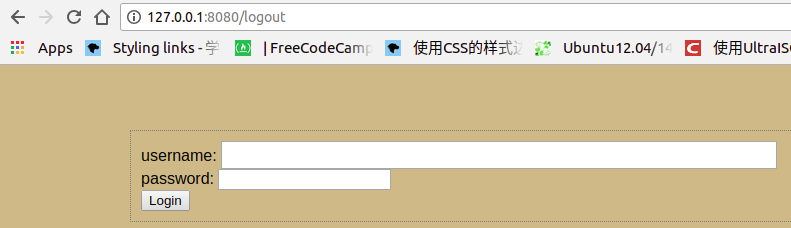 127.0.0.1:8080/logout
Apps Styling links - 学 | FreeCodeCamp 使用CSS的样式 Ubuntu12.04/14 使用UltraISO
username:
password:
Login